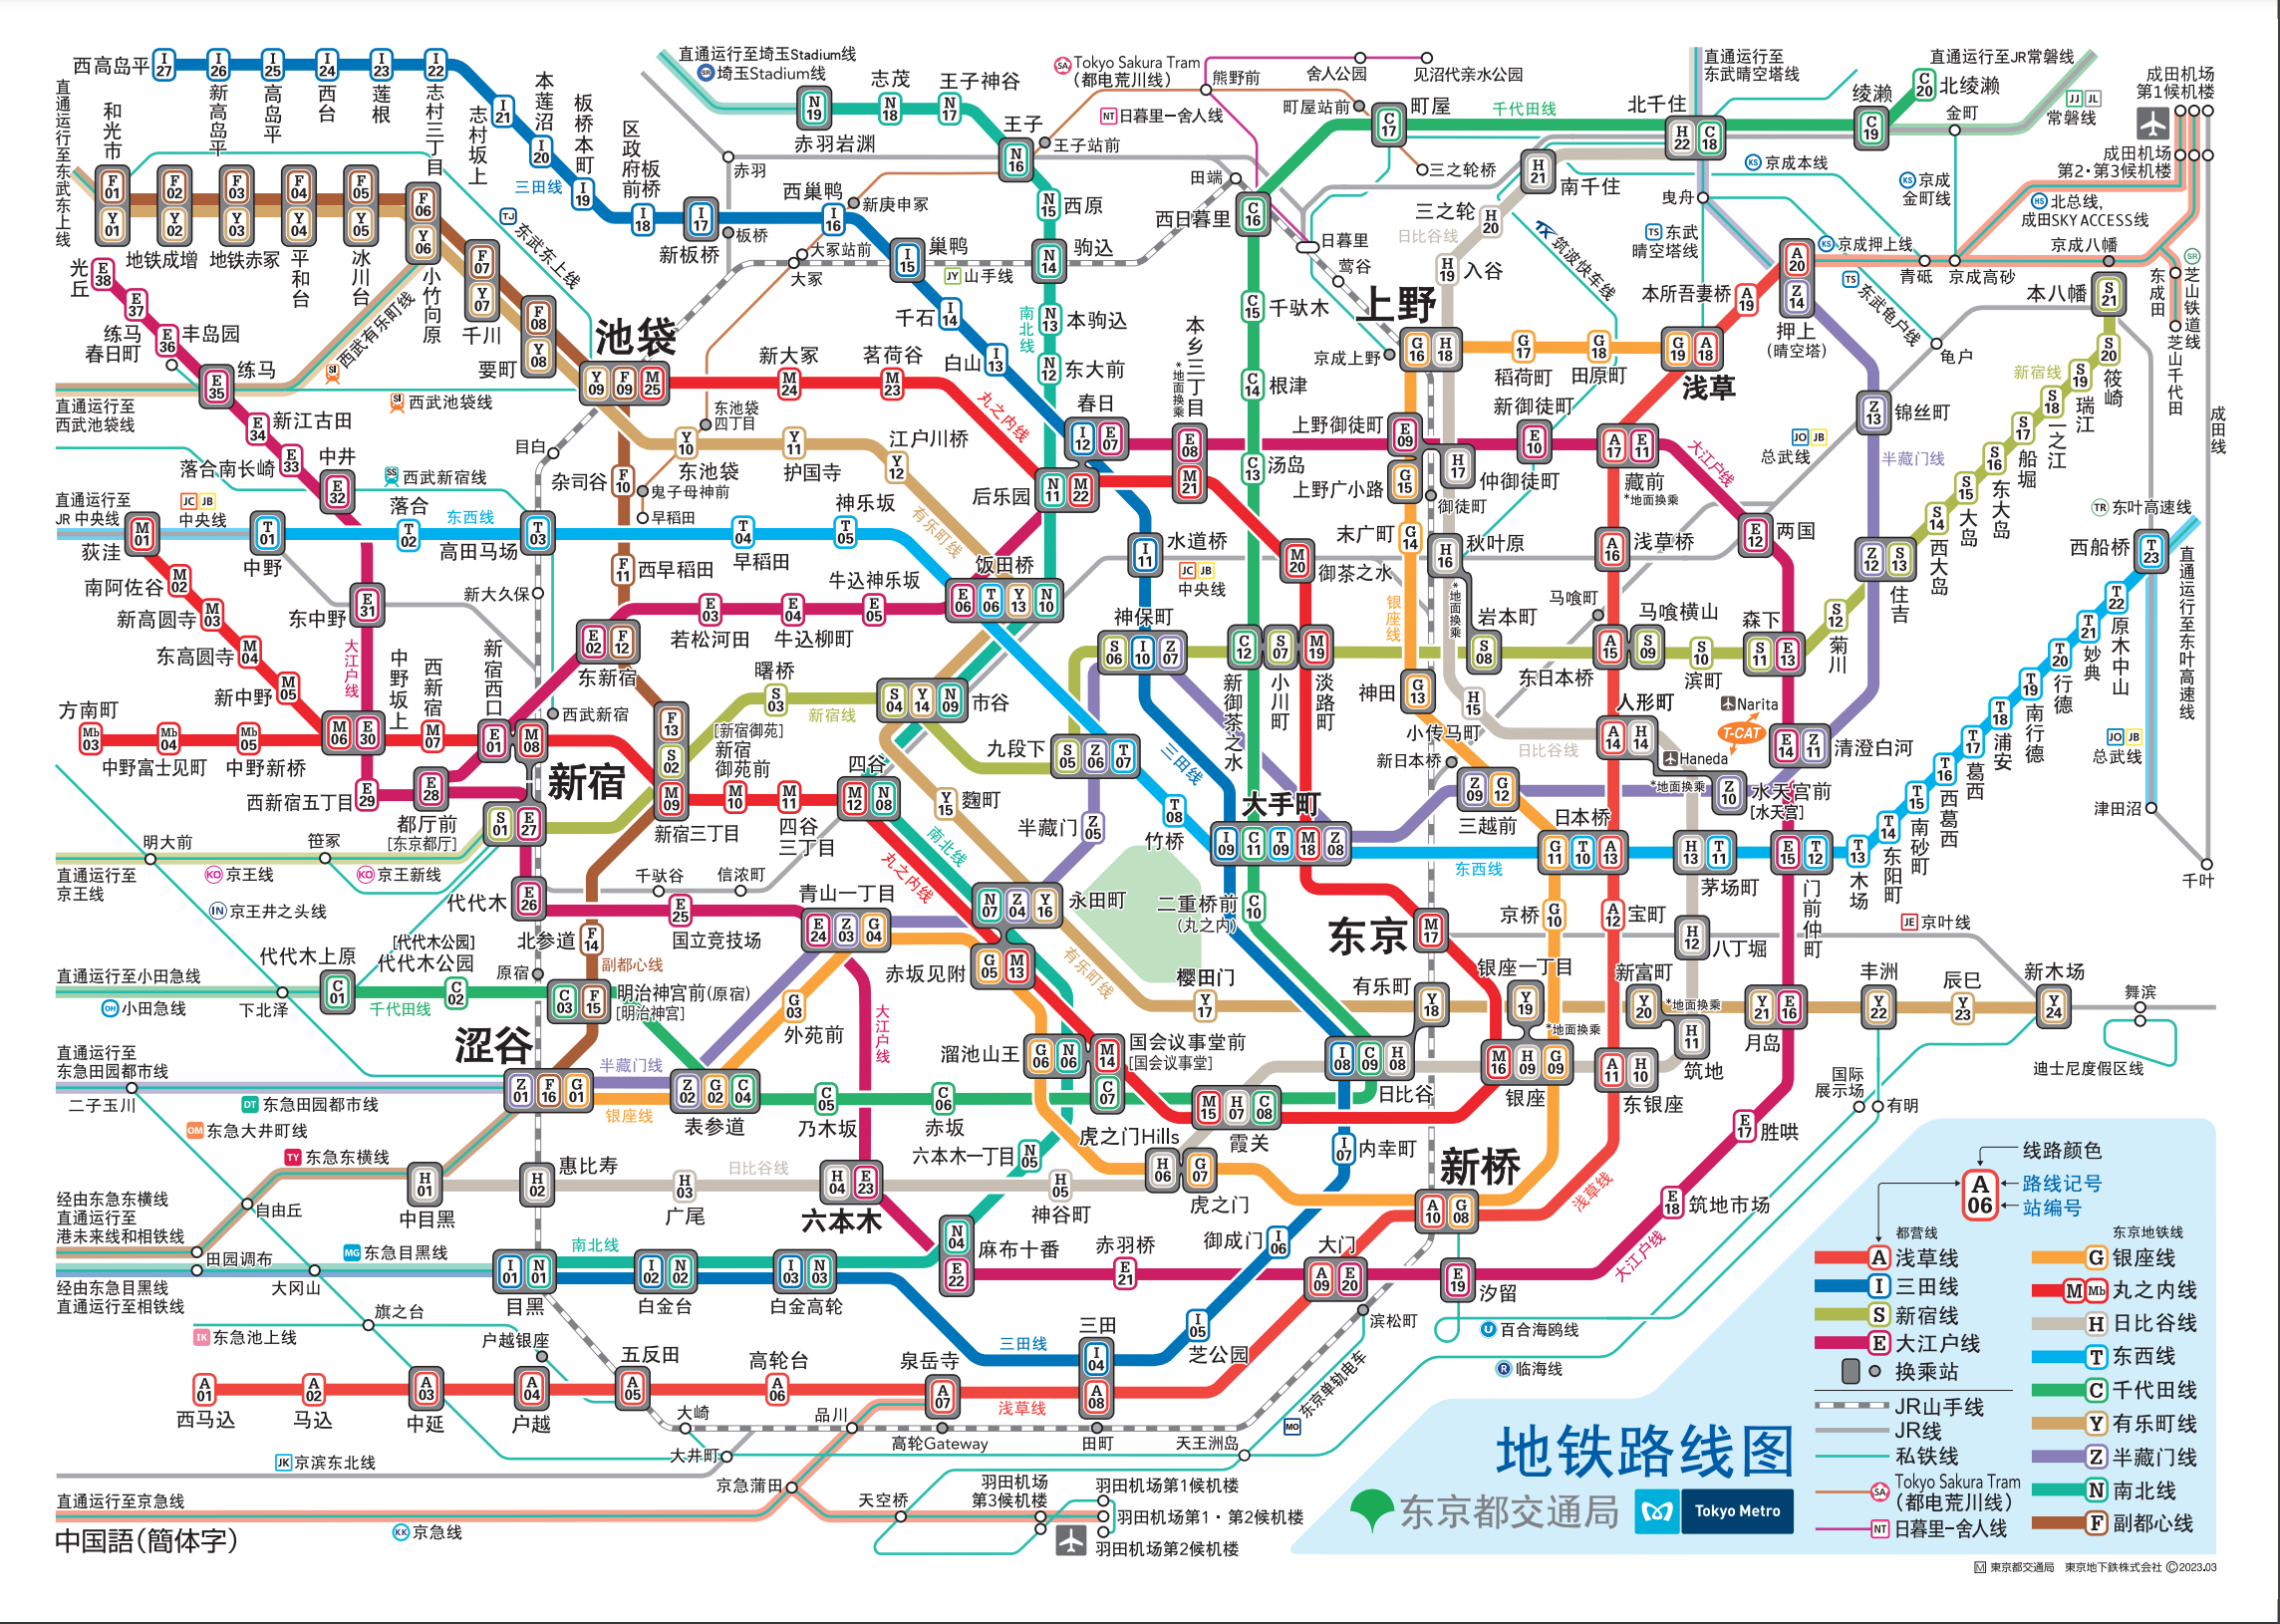 西高岛平 I27
I26 新高岛平
I25 高岛平
I24 西台
I23 莲根
I22 志村三丁目
I21 志村坂上
I20 本莲沼
I19 板桥本町
I18 区政府板前桥
I17 新板桥
板桥
三田线
直通运行至东武东上线
和光市 F01 Y01
地铁成增 F02 Y02
地铁赤冢 F03 Y03
平和台 F04 Y04
冰川台 F05 Y05
小竹向原 F06 Y06
千川 F07 Y07
要町 F08 Y08
TJ 东武东上线
SI 西武有乐町线
池袋 Y09 F09 M25
直通运行至埼玉Stadium线
SR 埼玉Stadium线
赤羽岩渊 N19
志茂 N18
王子神谷 N17
王子 N16
王子站前
赤羽
西原 N15
驹込 N14
南北线
本驹込 N13
东大前 N12
西巢鸭 I16
新庚申冢
大冢站前
大冢
巢鸭 I15
JY 山手线
千石 I14
白山 I13
SA Tokyo Sakura Tram
(都电荒川线)
NT 日暮里—舍人线
熊野前
舍人公园
见沼代亲水公园
町屋站前
町屋 C17
三之轮桥
千代田线
田端
西日暮里 C16
日暮里
莺谷
千驮木 C15
根津 C14
汤岛 C13
北千住 H22 C18
直通运行至
东武晴空塔线
绫濑 C19
C20 北绫濑
直通运行至JR常磐线
JJ JL
常磐线
金町
KS 京成本线
KS 京成
金町线
成田机场
第1候机楼
成田机场
第2・第3候机楼
HS 北总线,
成田SKY ACCESS线
南千住 H21
三之轮 H20
日比谷线
入谷 H19
TX 筑波快车线
曳舟
TS 东武
晴空塔线
KS 京成押上线
TS 东武龟户线
京成八幡
青砥
京成高砂
东成田
SR 芝山铁道线
芝山千代田
成田线
押上
(晴空塔) A20 Z14
本所吾妻桥 A19
浅草 G19 A18
田原町 G18
稻荷町 G17
上野 G16 H18
京成上野
龟户
本八幡 S21
筱崎 S20
瑞江 S19
一之江 S18
船堀 S17
东大岛 S16
大岛 S15
西大岛 S14
新宿线
锦丝町 Z13
半藏门线
JO JB
总武线
光丘 E38
E37
练马春日町
丰岛园 E36
练马 E35
新江古田 E34
落合南长崎 E33
中井 E32
东中野 E31
大江户线
直通运行至
西武池袋线
SI 西武池袋线
SS 西武新宿线
直通运行至
JR 中央线
JC JB
中央线
荻洼 M01
中野 T01
落合 T02
东西线
高田马场 T03
早稻田 T04
神乐坂 T05
目白
新大家 M24
新大久保
茗荷谷 M23
丸之内线
东池袋四丁目
东池袋 Y10
护国寺 Y11
江户川桥 Y12
有乐町线
杂司谷 F10
鬼子母神前
早稻田
西早稻田 F11
春日 I12 E07
后乐园 N11 M22
本乡三丁目 E08 M21
*地面换乘
上野御徒町 E09
上野广小路 G15
仲御徒町 H17
御徒町
新御徒町 E10
藏前 A17 E11
*地面换乘
大江户线
两国 E12
末广町 G14
秋叶原 H16
浅草桥 A16
水道桥 I11
JC JB
中央线
御茶之水 M20
饭田桥 E06 T06 Y13 N10
南阿佐谷 M02
新高圆寺 M03
东高圆寺 M04
新中野 M05
若松河田 E03
牛込柳町 E04
牛込神乐坂 E05
东新宿 E02 F12
新宿西口 E01 M08
西新宿 M07
中野坂上 M06 E30
方南町 Mb03
中野富士见町 Mb04
中野新桥 Mb05
西武新宿
西新宿五丁目 E29
都厅前
[东京都厅] E28
新宿 S01 E27
[新宿御苑]
新宿御苑前
F13 S02 M09
新宿三丁目
曙桥 S03
新宿线
市谷 S04 Y14 N09
九段下 S05 Z06 T07
神保町 S06 I10 Z07
新御茶之水 C12
小川町 S07
淡路町 M19
岩本町 S08
*地面换乘
马喰町
马喰横山 S09
东日本桥 A15
滨町 S10
森下 S11 E13
菊川 S12
住吉 Z12 S13
银座线
神田 G13
小传马町 H15
新日本桥
人形町 A14 H14
日比谷线
Narita
T-CAT
Haneda
清澄白河 E14 Z11
水天宫前
[水天宫] Z10
*地面换乘
三越前 Z09 G12
日本桥 G11 T10 A13
茅场町 H13 T11
门前仲町 E15 T12
木场 T13
东阳町 T14
南砂町 T15
西葛西 T16
葛西 T17
浦安 T18
南行德 T19
行德 T20
妙典 T21
原木中山 T22
西船桥 T23
TR 东叶高速线
直通运行至东叶高速线
JO JB
总武线
津田沼
千叶
M10
四谷三丁目 M11
四谷 M12 N08
麹町 Y15
半藏门 Z05
竹桥 T08
三田线
大手町 I09 C11 T09 M18 Z08
东西线
二重桥前
(丸之内) C10
东京 M17
京桥 G10
宝町 A12
八丁堀 H12
JE 京叶线
明大前
笹冢
KO 京王线
KO 京王新线
直通运行至
京王线
IN 京王井之头线
代代木 E26
千驮谷
信浓町
国立竞技场 E25
青山一丁目 E24 Z03 G04
永田町 N07 Z04 Y16
赤坂见附 G05 M13
南北线
丸之内线
有乐町线
樱田门 Y17
有乐町 Y18
银座一丁目 Y19
*地面换乘
新富町 Y20
*地面换乘
筑地 H11
月岛 Y21 E16
丰洲 Y22
辰巳 Y23
新木场 Y24
舞滨
迪士尼度假区线
国际展示场
有明
代代木上原 C01
[代代木公园]
代代木公园 C02
千代田线
北参道 F14
原宿
副都心线
明治神宫前(原宿)
[明治神宫] C03 F15
直通运行至小田急线
OH 小田急线
下北泽
外苑前 G03
大江户线
涩谷 Z01 F16 G01
半藏门线
银座线
表参道 Z02 G02 C04
乃木坂 C05
赤坂 C06
溜池山王 G06 N06
国会议事堂前
[国会议事堂] M14 C07
霞关 M15 H07 C08
日比谷 I08 C09 H08
银座 M16 H09 G09
东银座 A11 H10
直通运行至
东急田园都市线
二子玉川
DT 东急田园都市线
OM 东急大井町线
TY 东急东横线
经由东急东横线
直通运行至
港未来线和相铁线
中目黑 H01
惠比寿 H02
日比谷线
广尾 H03
六本木 H04 E23
六本木一丁目 N05
神谷町 H05
虎之门Hills H06
虎之门 G07
内幸町 I07
新桥 A10 G08
浅草线
胜哄 E17
筑地市场 E18
大江户线
自由丘
田园调布
MG 东急目黑线
经由东急目黑线
直通运行至相铁线
大冈山
旗之台
IK 东急池上线
户越银座
目黑 I01 N01
南北线
白金台 I02 N02
白金高轮 I03 N03
麻布十番 N04 E22
赤羽桥 E21
御成门 I06
大门 A09 E20
汐留 E19
滨松町
芝公园 I05
三田 I04 A08
三田线
U 百合海鸥线
R 临海线
MO 东京单轨电车
西马込 A01
马込 A02
中延 A03
户越 A04
五反田 A05
高轮台 A06
泉岳寺 A07
浅草线
大崎
品川
高轮Gateway
田町
天王洲岛
大井町
JK 京滨东北线
京急蒲田
直通运行至京急线
KK 京急线
天空桥
羽田机场
第3候机楼
羽田机场第1候机楼
羽田机场第1・第2候机楼
羽田机场第2候机楼
中国語(簡体字)
线路颜色
A06 路线记号
站编号
都营线
A 浅草线
I 三田线
S 新宿线
E 大江户线
换乘站
JR山手线
JR线
私铁线
SA Tokyo Sakura Tram
(都电荒川线)
NT 日暮里—舍人线
东京地铁线
G 银座线
M Mb 丸之内线
H 日比谷线
T 东西线
C 千代田线
Y 有乐町线
Z 半藏门线
N 南北线
F 副都心线
地铁路线图
东京都交通局
Tokyo Metro
東京都交通局 東京地下鉄株式会社 ©2023.03